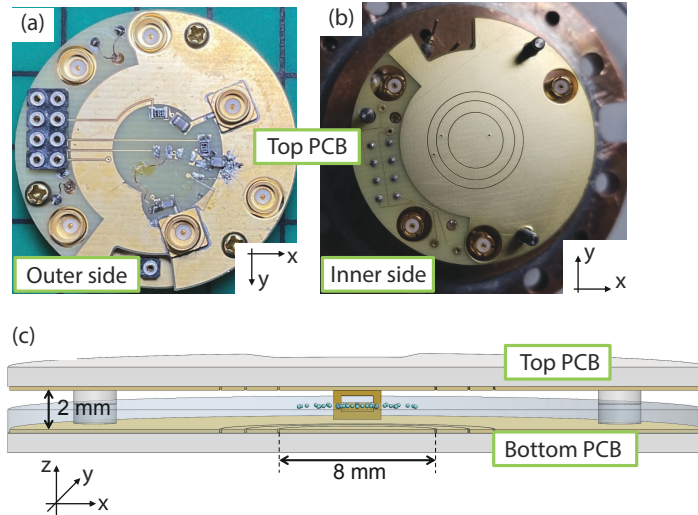 (a)
(b)
Top PCB
Outer side
x
y
Inner side
y
x
(c)
Top PCB
2 mm
Bottom PCB
8 mm
z
y
x